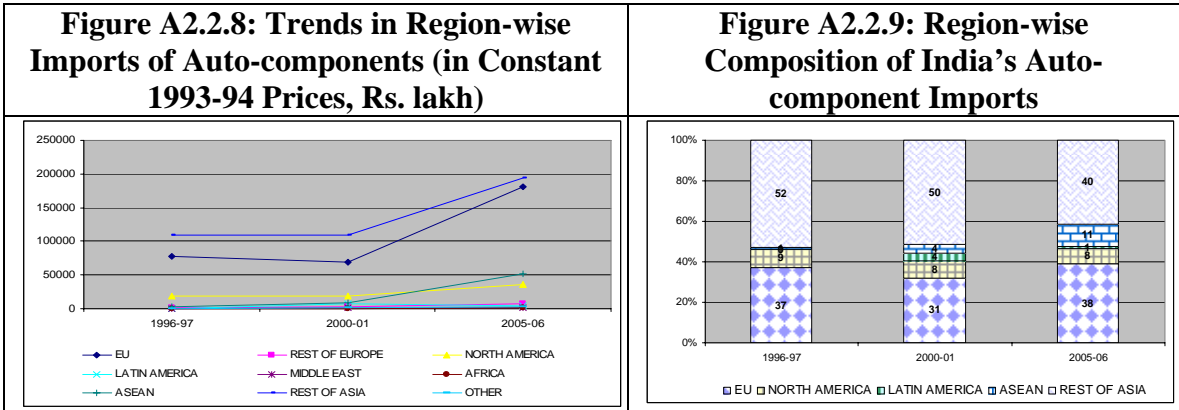 Figure A2.2.8: Trends in Region-wise
Imports of Auto-components (in Constant
1993-94 Prices, Rs. lakh)
250000
200000
150000
100000
50000
0
1996-97 2000-01 2005-06
EU REST OF EUROPE NORTH AMERICA
LATIN AMERICA MIDDLE EAST AFRICA
ASEAN REST OF ASIA OTHER
Figure A2.2.9: Region-wise
Composition of India's Auto-
component Imports
100%
80%
60%
40%
20%
0%
52 50 40
11
4
4 1
9 8 8
37 31 38
1996-97 2000-01 2005-06
EU NORTH AMERICA LATIN AMERICA ASEAN REST OF ASIA